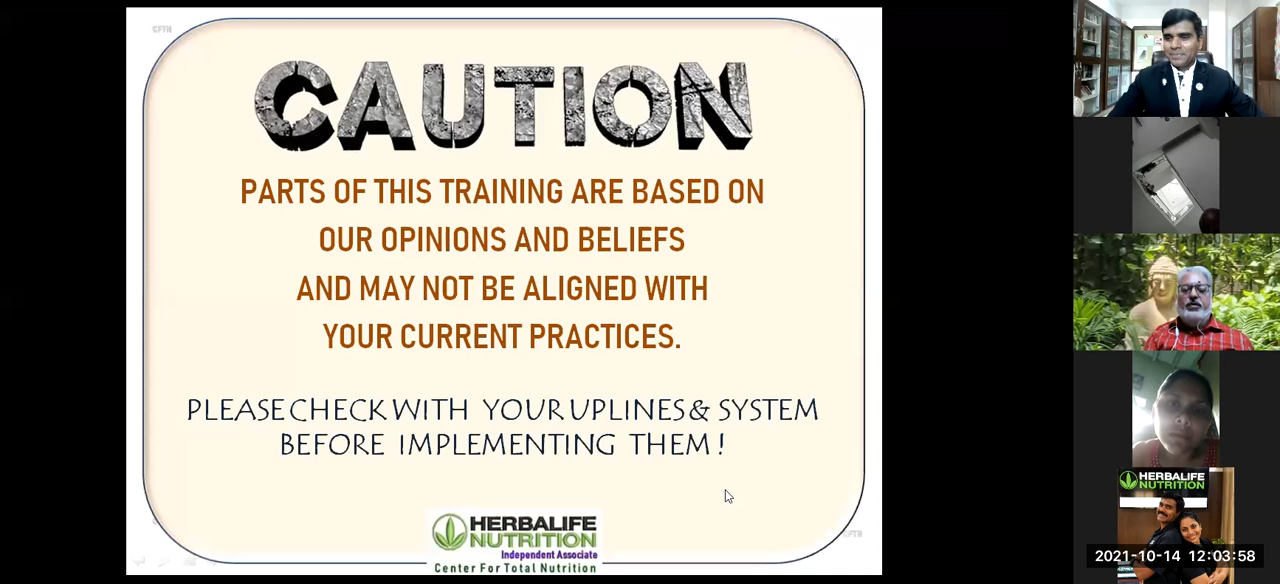 GFTN
CAUTION
PARTS OF THIS TRAINING ARE BASED ON
OUR OPINIONS AND BELIEFS
AND MAY NOT BE ALIGNED WITH
YOUR CURRENT PRACTICES.
PLEASE CHECK WITH YOUR UPLINES & SYSTEM
BEFORE IMPLEMENTING THEM!
HERBALIFE
NUTRITION
Independent Associate
Center For Total Nutrition
HERBALIFE
NUTRITION
2021-10-14 12:03:58